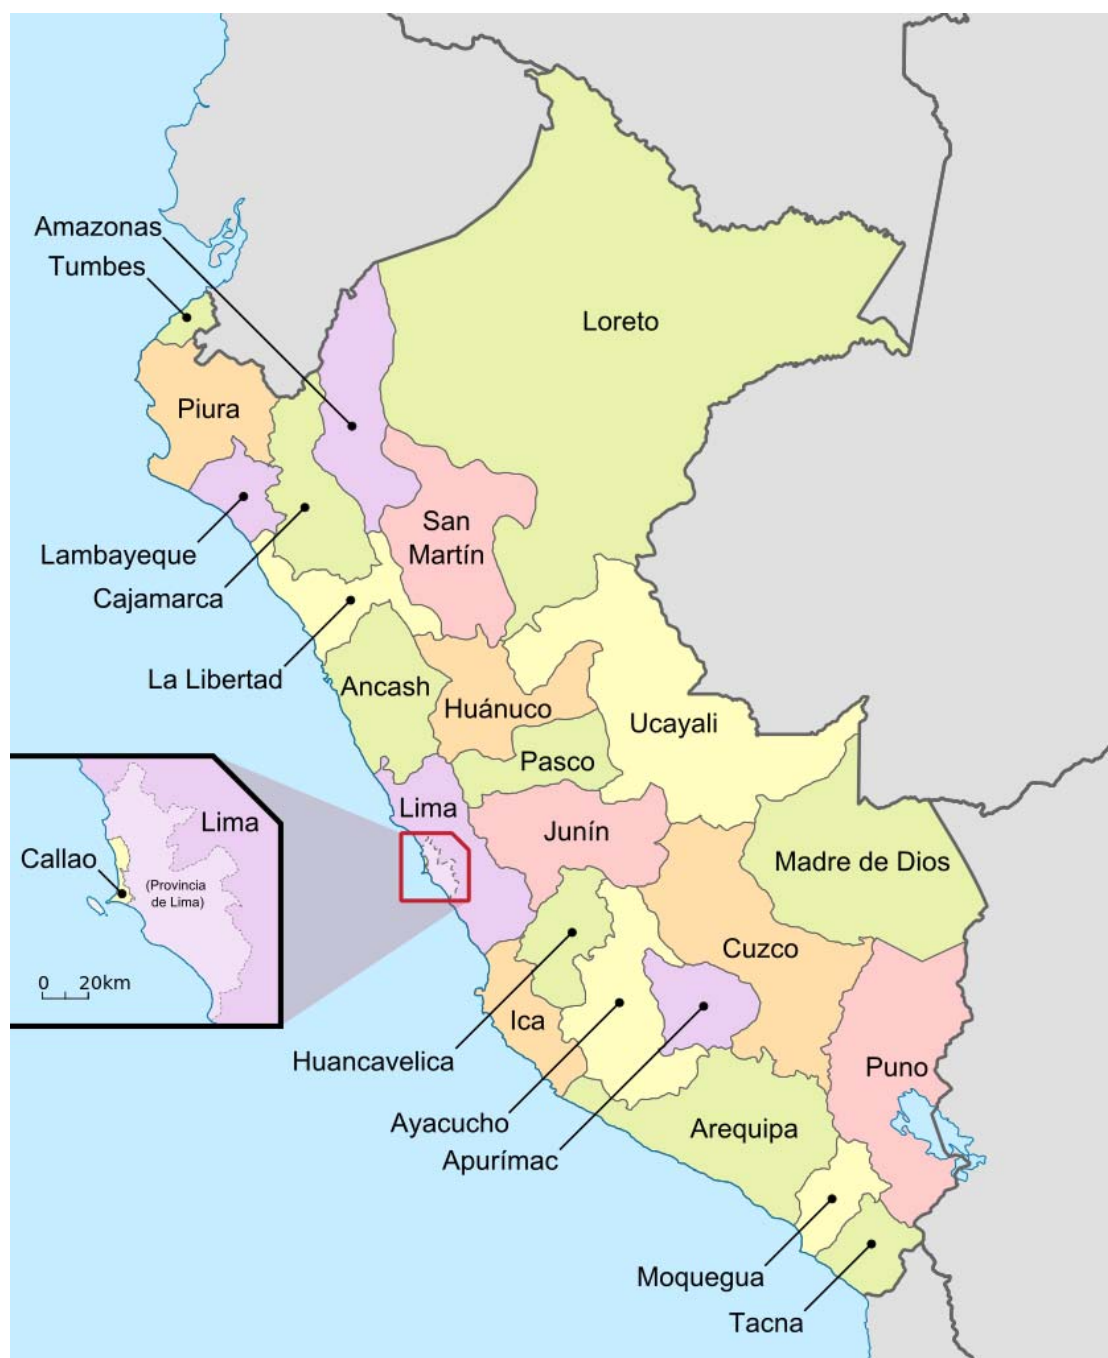 Amazonas
Tumbes
Loreto
Piura
San
Martín
Lambayeque
Cajamarca
La Libertad
Ancash
Huánuco
Ucayali
Pasco
Lima
Junín
Lima
Callao
(Provincia
de Lima)
0 20km
Madre de Dios
Cuzco
Ica
Huancavelica
Puno
Ayacucho
Arequipa
Apurímac
Moquegua
Tacna